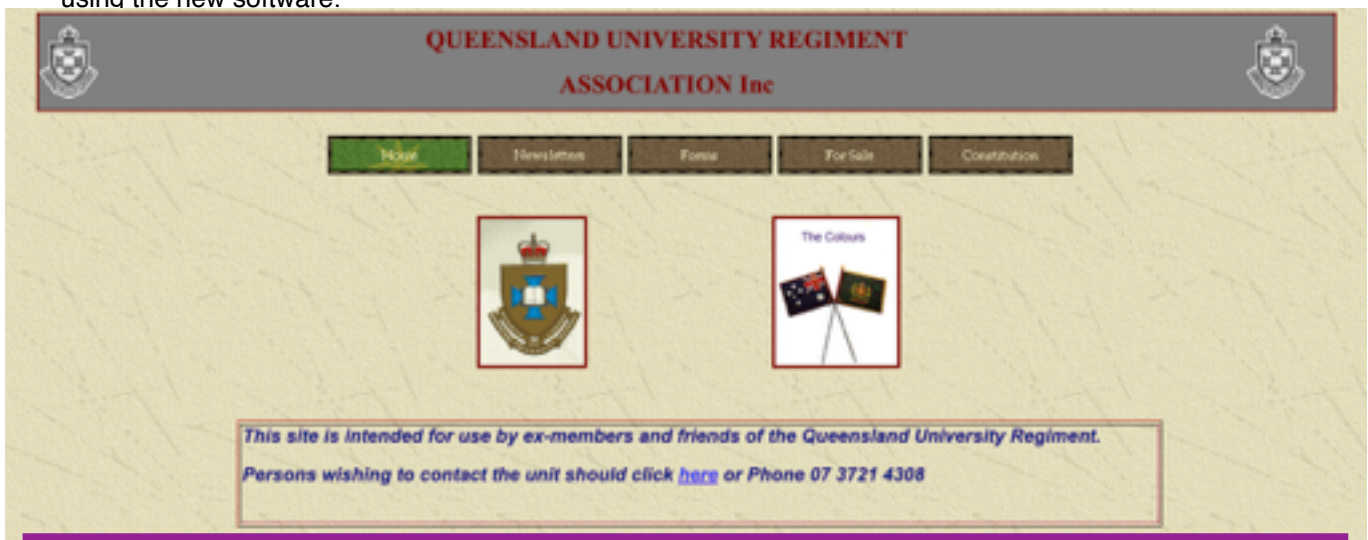 using the new software.
QUEENSLAND UNIVERSITY REGIMENT
ASSOCIATION Inc
Home Newsletters Forms For Sale Constitution
The Colours
This site is intended for use by ex-members and friends of the Queensland University Regiment.
Persons wishing to contact the unit should click here or Phone 07 3721 4308